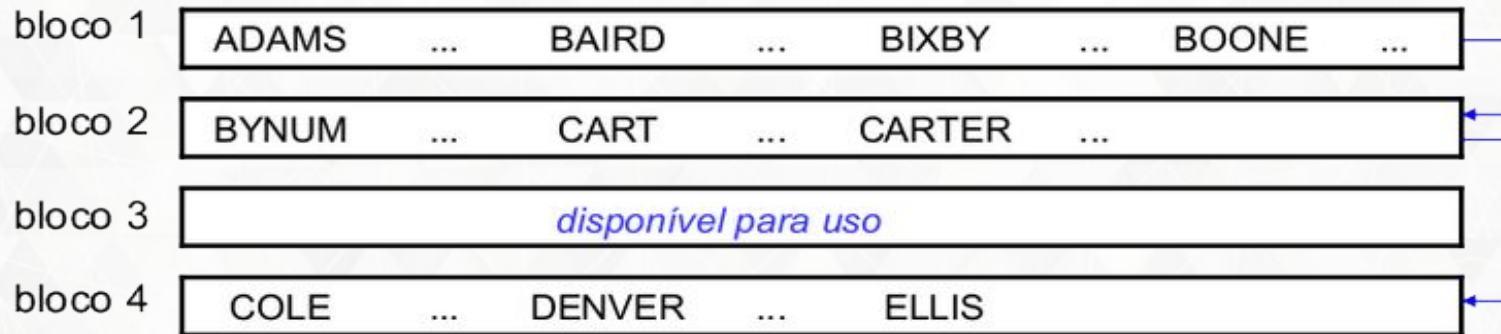 bloco 1 ADAMS ... BAIRD ... BIXBY ... BOONE ...
bloco 2 BYNUM ... CART ... CARTER ...
bloco 3 disponível para uso
bloco 4 COLE ... DENVER ... ELLIS